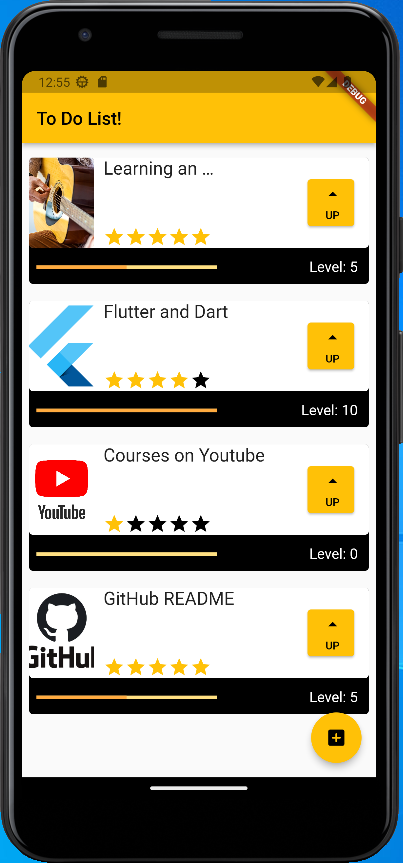 12:55
DEBUG
To Do List!
Learning an ...
UP
Level: 5
Flutter and Dart
UP
Level: 10
Courses on Youtube
YouTube
UP
Level: 0
GitHub README
GitHub
UP
Level: 5